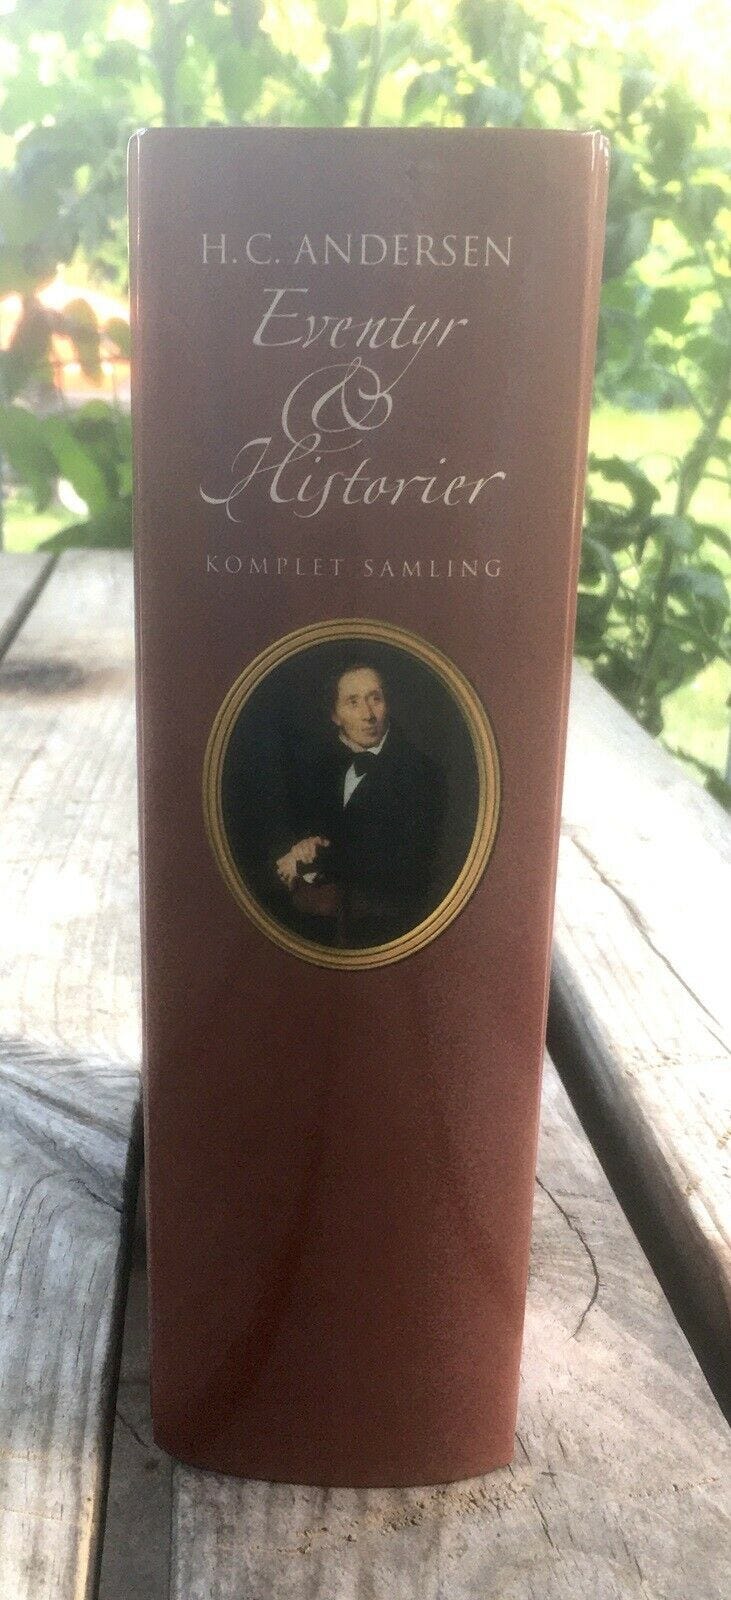 H. C. ANDERSEN
Eventyr
&
Historier
KOMPLET SAMLING